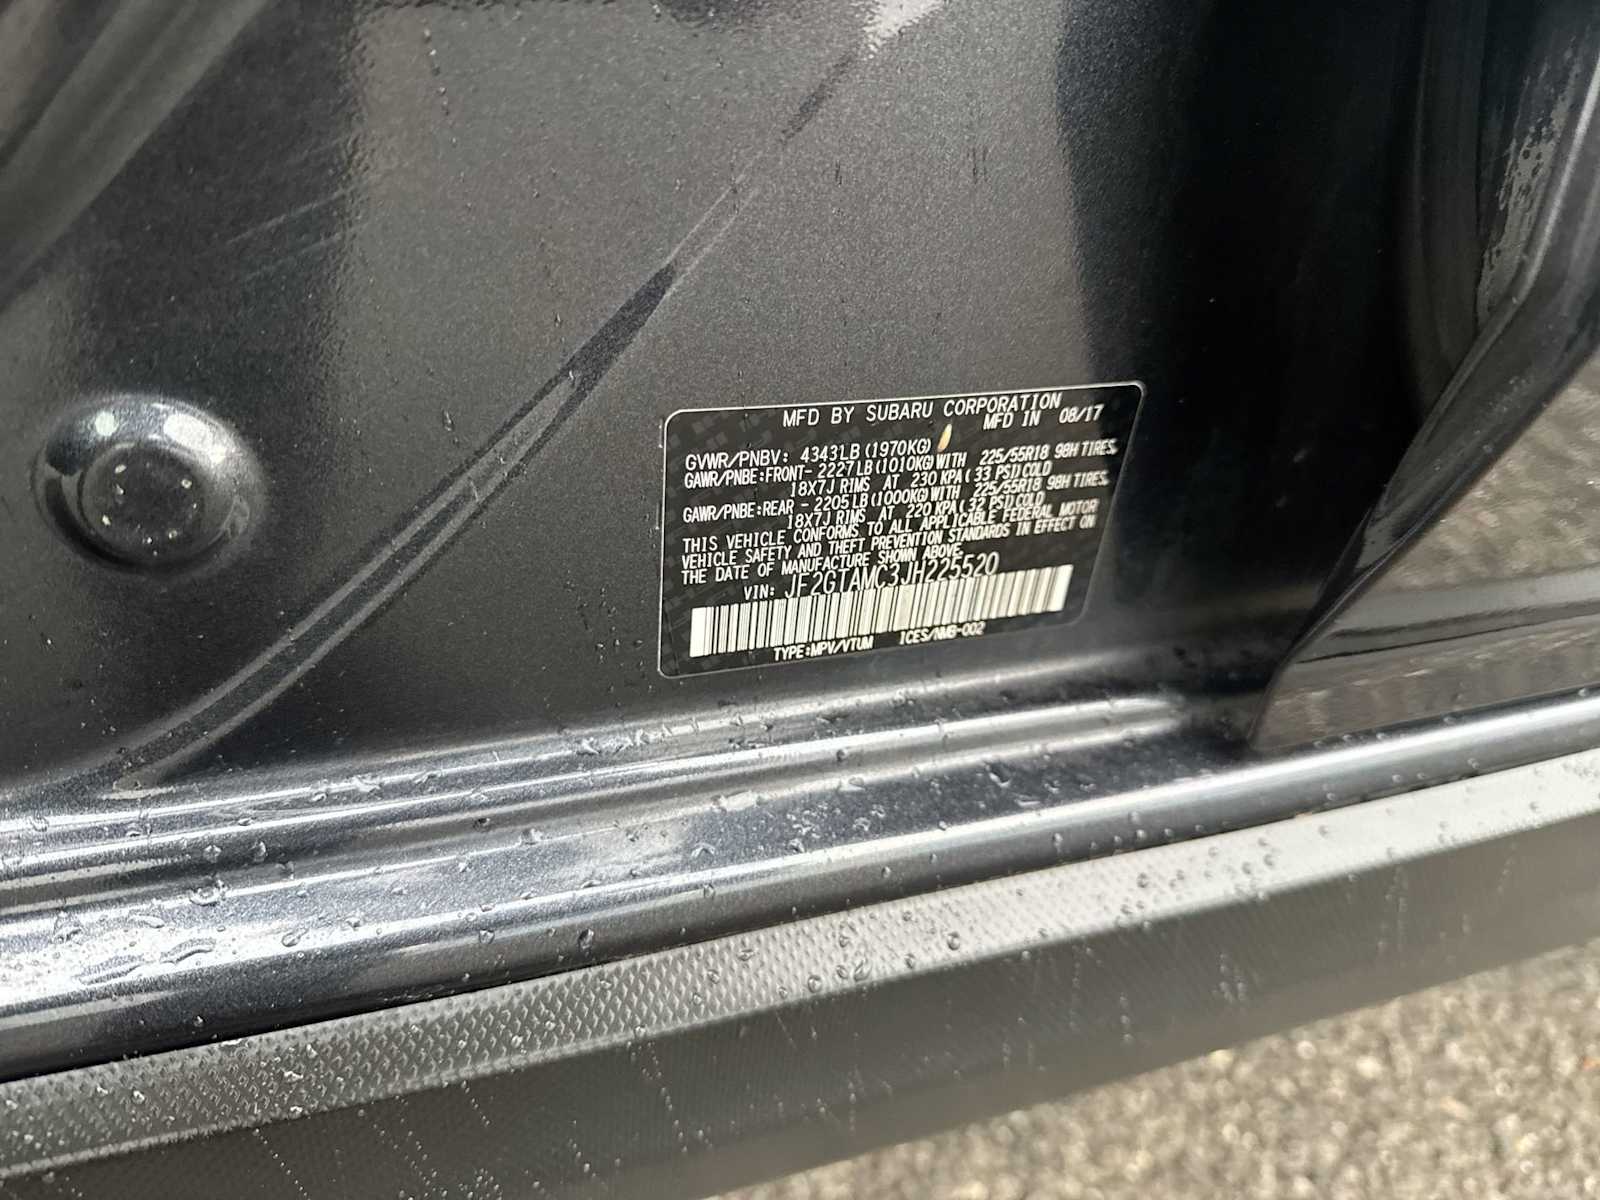 MFD BY SUBARU CORPORATION
MFD IN 08/17
GVWR/PNBV: 4343LB(1970KG)
GAWR/PNBE:FRONT- 2227LB(1010KG)WITH 225/55R18 98H TIRES,
18X7J RIMS AT 230 KPA( 33 PSI)COLD
GAWR/PNBE:REAR - 2205LB(1000KG)WITH 225/55R18 98H TIRES,
18X7J RIMS AT 220 KPA( 32 PSI)COLD
THIS VEHICLE CONFORMS TO ALL APPLICABLE FEDERAL MOTOR
VEHICLE SAFETY AND THEFT PREVENTION STANDARDS IN EFFECT ON
THE DATE OF MANUFACTURE SHOWN ABOVE.
VIN: JF2GTAMC3JH225520
TYPE:MPV/VTUM ICES/NMB-002